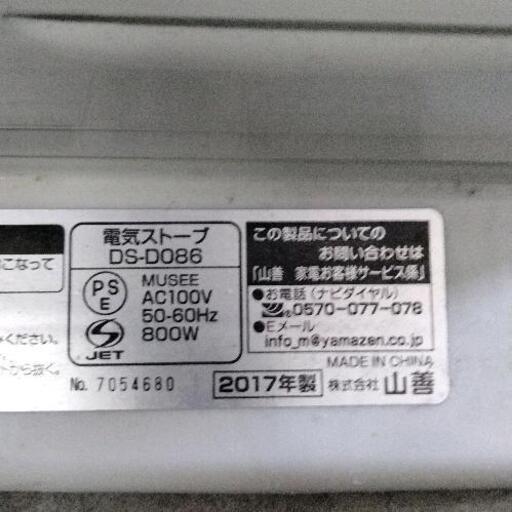 こなって
みください。
トから抜く。
電気ストーブ
DS-D086
PS
E
MUSEE
AC100V
50-60Hz
800W
JET
No. 7054680
2017年製
この製品についての
お問い合わせは
「山善 家電お客様サービス係」
●お電話（ナビダイヤル）
0570-077-078
●Eメール
info_m@yamazen.co.jp
MADE IN CHINA
株式会社 山善